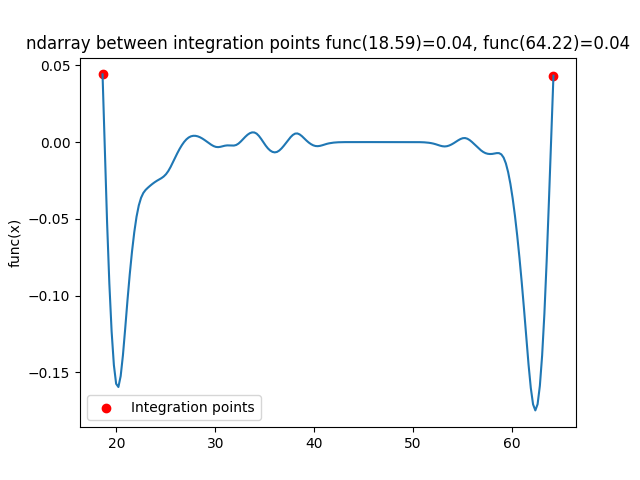 ndarray between integration points func(18.59)=0.04, func(64.22)=0.04
0.05
0.00
−0.05
−0.10
−0.15
func(x)
Integration points
20 30 40 50 60